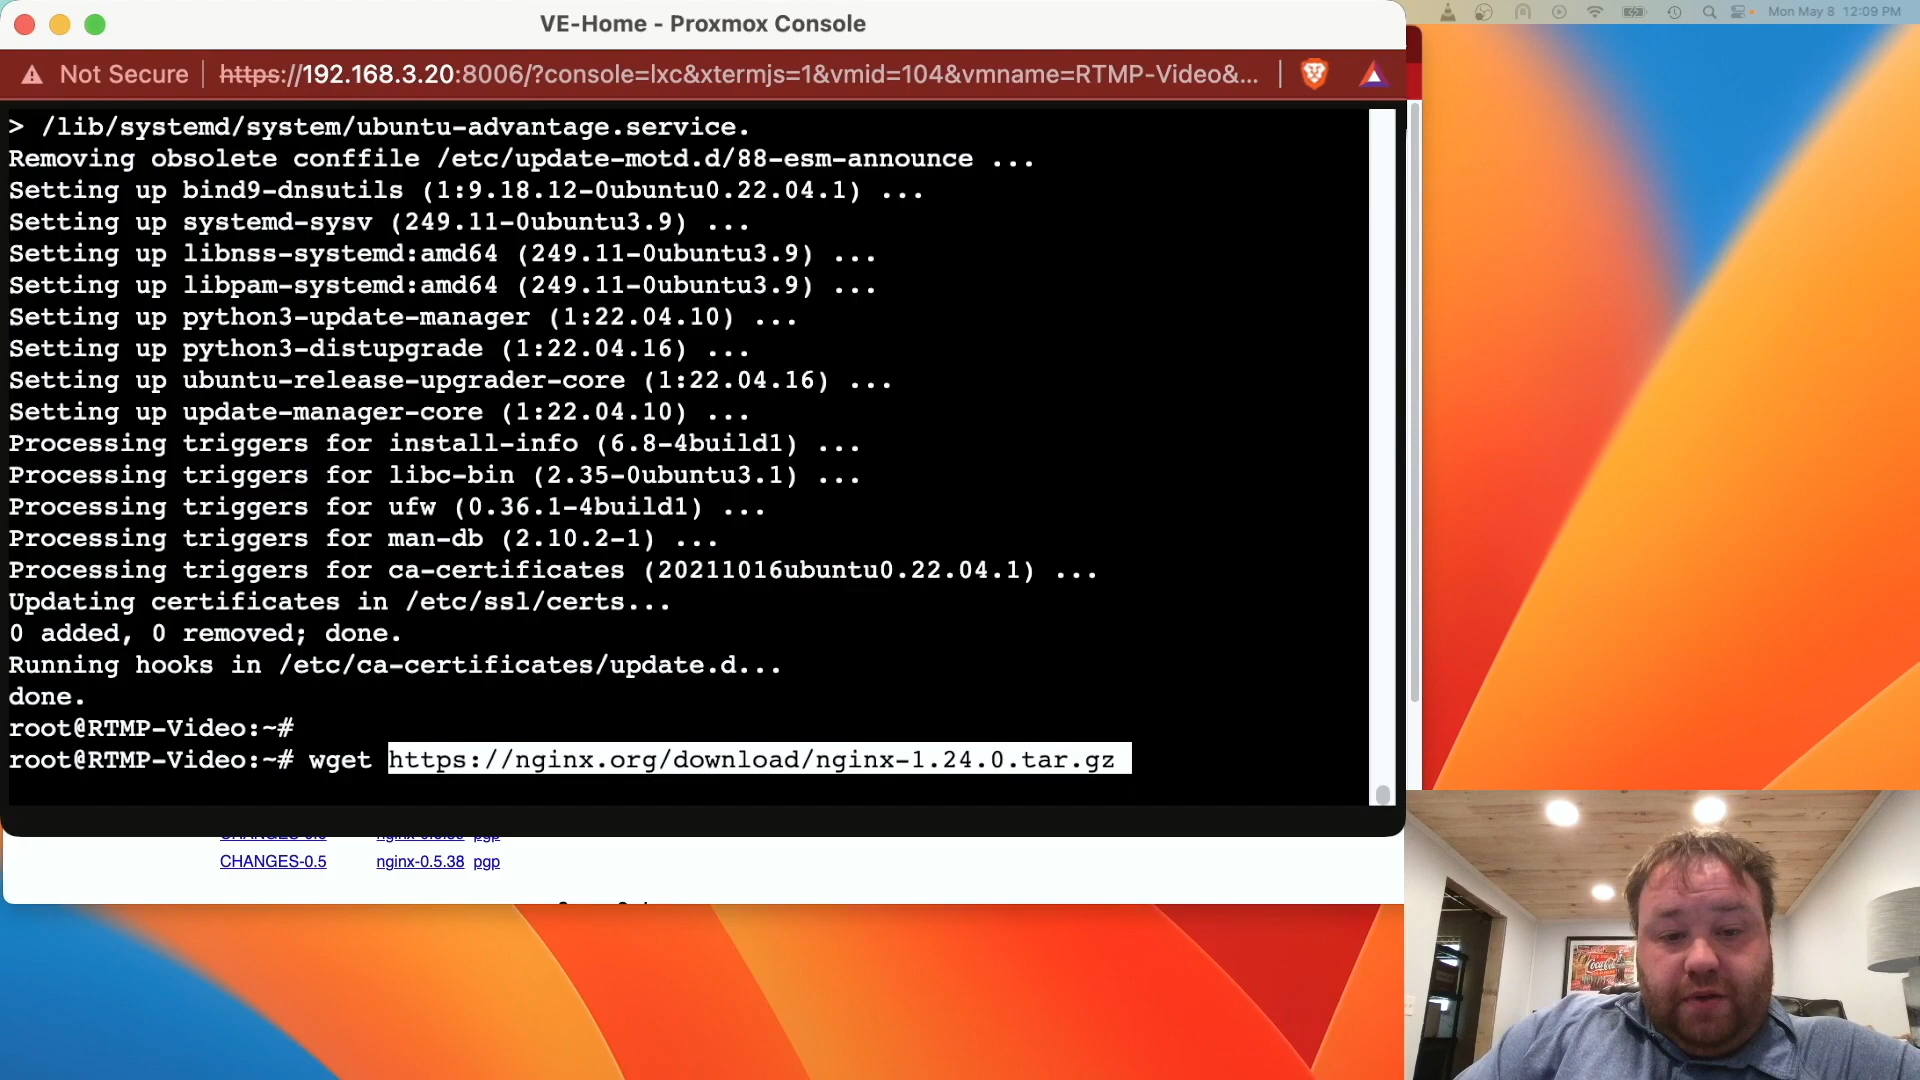 VE-Home - Proxmox Console
Mon May 8 12:09 PM
Not Secure https://192.168.3.20:8006/?console=lxc&xtermjs=1&vmid=104&vmname=RTMP-Video&...
> /lib/systemd/system/ubuntu-advantage.service.
Removing obsolete conffile /etc/update-motd.d/88-esm-announce ...
Setting up bind9-dnsutils (1:9.18.12-0ubuntu0.22.04.1) ...
Setting up systemd-sysv (249.11-0ubuntu3.9) ...
Setting up libnss-systemd:amd64 (249.11-0ubuntu3.9) ...
Setting up libpam-systemd:amd64 (249.11-0ubuntu3.9) ...
Setting up python3-update-manager (1:22.04.10) ...
Setting up python3-distupgrade (1:22.04.16) ...
Setting up ubuntu-release-upgrader-core (1:22.04.16) ...
Setting up update-manager-core (1:22.04.10) ...
Processing triggers for install-info (6.8-4build1) ...
Processing triggers for libc-bin (2.35-0ubuntu3.1) ...
Processing triggers for ufw (0.36.1-4build1) ...
Processing triggers for man-db (2.10.2-1) ...
Processing triggers for ca-certificates (20211016ubuntu0.22.04.1) ...
Updating certificates in /etc/ssl/certs...
0 added, 0 removed; done.
Running hooks in /etc/ca-certificates/update.d...
done.
root@RTMP-Video:~#
root@RTMP-Video:~# wget https://nginx.org/download/nginx-1.24.0.tar.gz
CHANGES-0.5 nginx-0.5.38 pgp
Coca-Cola